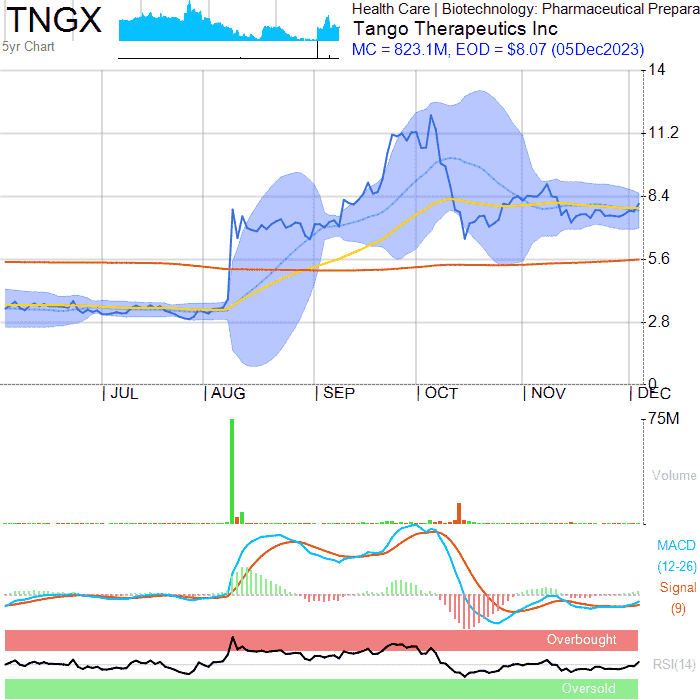 TNGX
5yr Chart
Health Care | Biotechnology: Pharmaceutical Prepara
Tango Therapeutics Inc
MC = 823.1M, EOD = $8.07 (05Dec2023)
14
11.2
8.4
5.6
2.8
0
| JUL | AUG | SEP | OCT | NOV | DEC
75M
Volume
MACD
(12-26)
Signal
(9)
Overbought
RSI(14)
Oversold